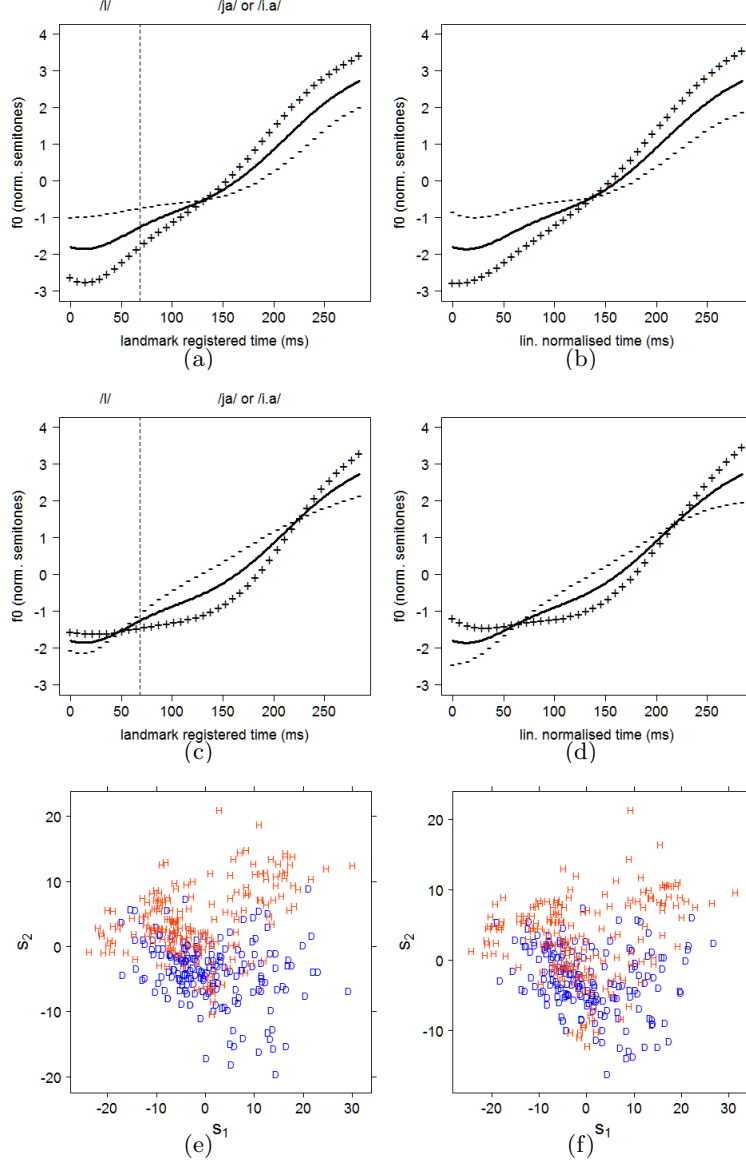 /l/ /ja/ or /i.a/
f0 (norm. semitones)
4
3
2
1
0
-1
-2
-3
0 50 100 150 200 250
landmark registered time (ms)
(a)
f0 (norm. semitones)
4
3
2
1
0
-1
-2
-3
0 50 100 150 200 250
lin. normalised time (ms)
(b)
/l/ /ja/ or /i.a/
f0 (norm. semitones)
4
3
2
1
0
-1
-2
-3
0 50 100 150 200 250
landmark registered time (ms)
(c)
f0 (norm. semitones)
4
3
2
1
0
-1
-2
-3
0 50 100 150 200 250
lin. normalised time (ms)
(d)
s2
20
10
0
-10
-20
-20 -10 0 10 20 30
s1
(e)
s2
20
10
0
-10
-20 -10 0 10 20 30
s1
(f)